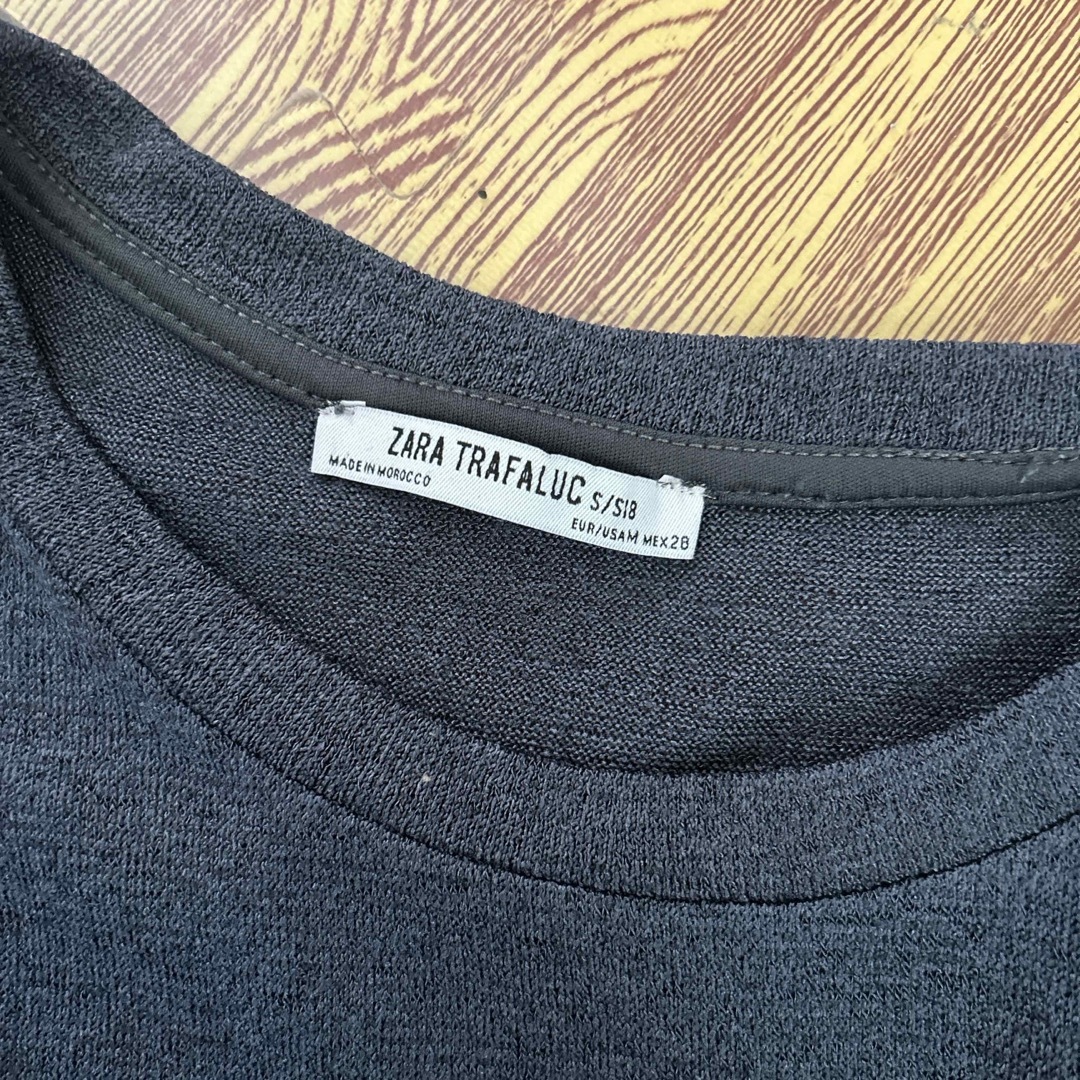 ZARA TRAFALUC S/S18
MADE IN MOROCCO
EUR/USA M MEX 28